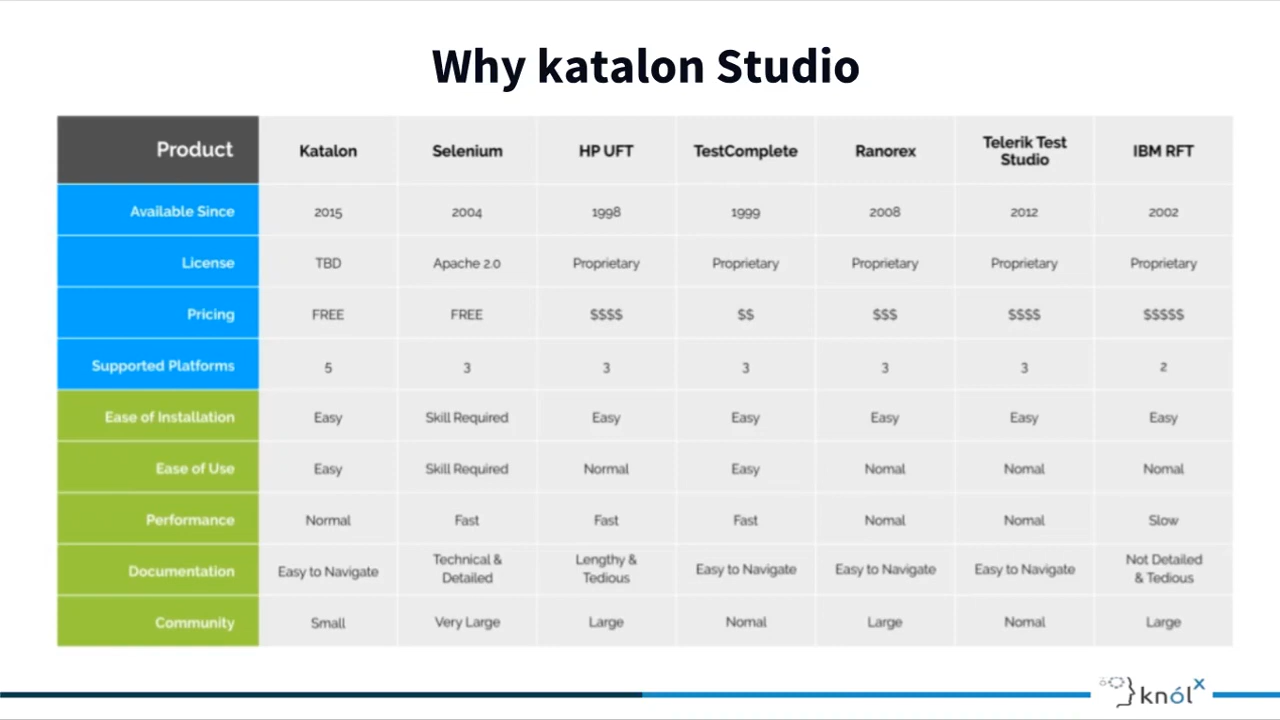 Why katalon Studio
Product Katalon Selenium HP UFT TestComplete Ranorex Telerik Test Studio IBM RFT
Available Since 2015 2004 1998 1999 2008 2012 2002
License TBD Apache 2.0 Proprietary Proprietary Proprietary Proprietary Proprietary
Pricing FREE FREE $$$$ $$ $$$ $$$$ $$$$$
Supported Platforms 5 3 3 3 3 3 2
Ease of Installation Easy Skill Required Easy Easy Easy Easy Easy
Ease of Use Easy Skill Required Normal Easy Nomal Nomal Nomal
Performance Normal Fast Fast Fast Nomal Nomal Slow
Documentation Easy to Navigate Technical & Detailed Lengthy & Tedious Easy to Navigate Easy to Navigate Easy to Navigate Not Detailed & Tedious
Community Small Very Large Large Nomal Large Nomal Large
knólx